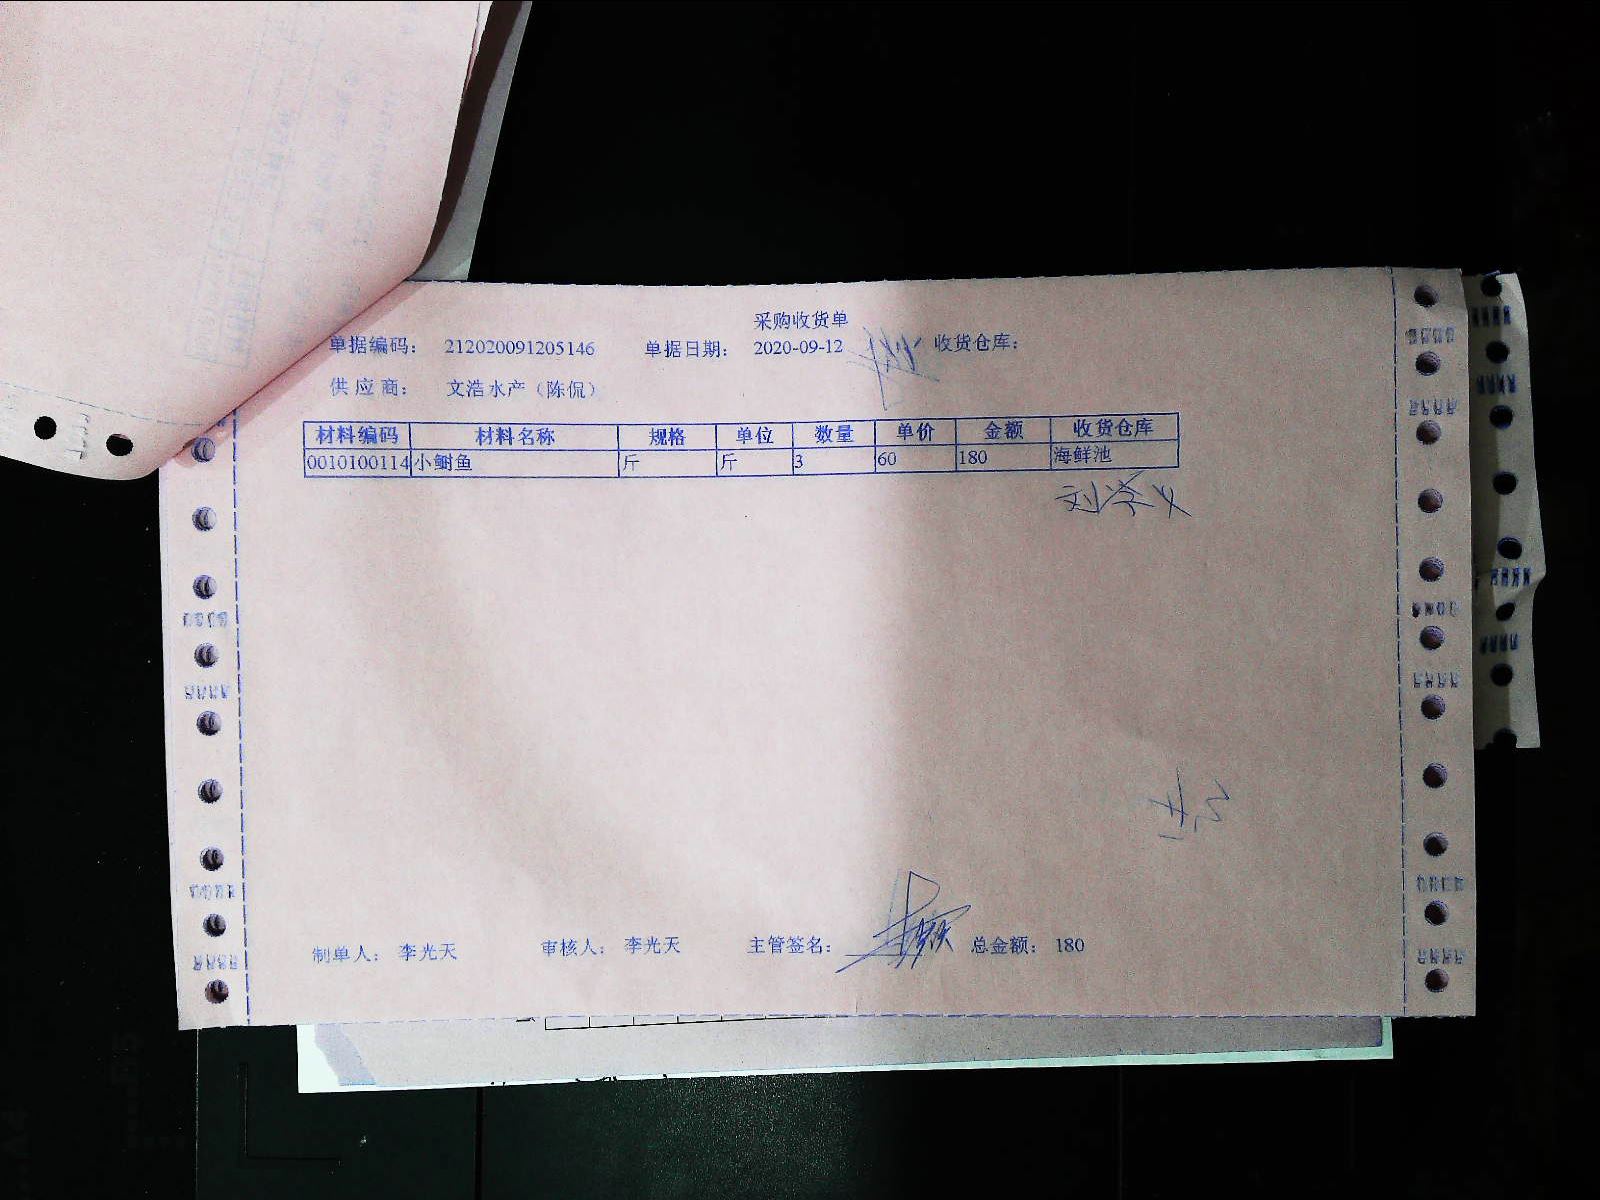 采购收货单
单据编码： 212020091205146 单据日期： 2020-09-12 收货仓库：
供 应 商： 文浩水产（陈侃）
材料编码 材料名称 规格 单位 数量 单价 金额 收货仓库
0010100114 小鲥鱼 斤 斤 3 60 180 海鲜池
刘学义
制单人： 李光天 审核人： 李光天 主管签名： 总金额： 180